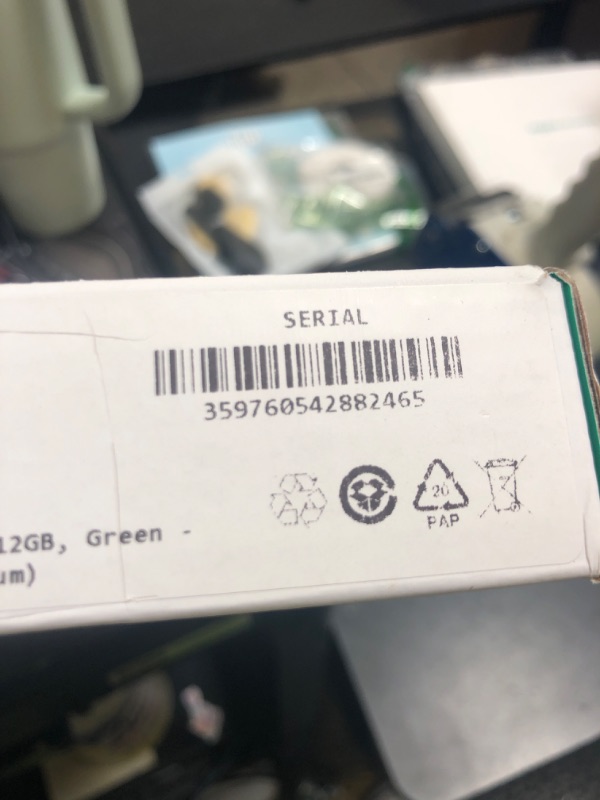 SERIAL
359760542882465
20
PAP
12GB, Green -
um)